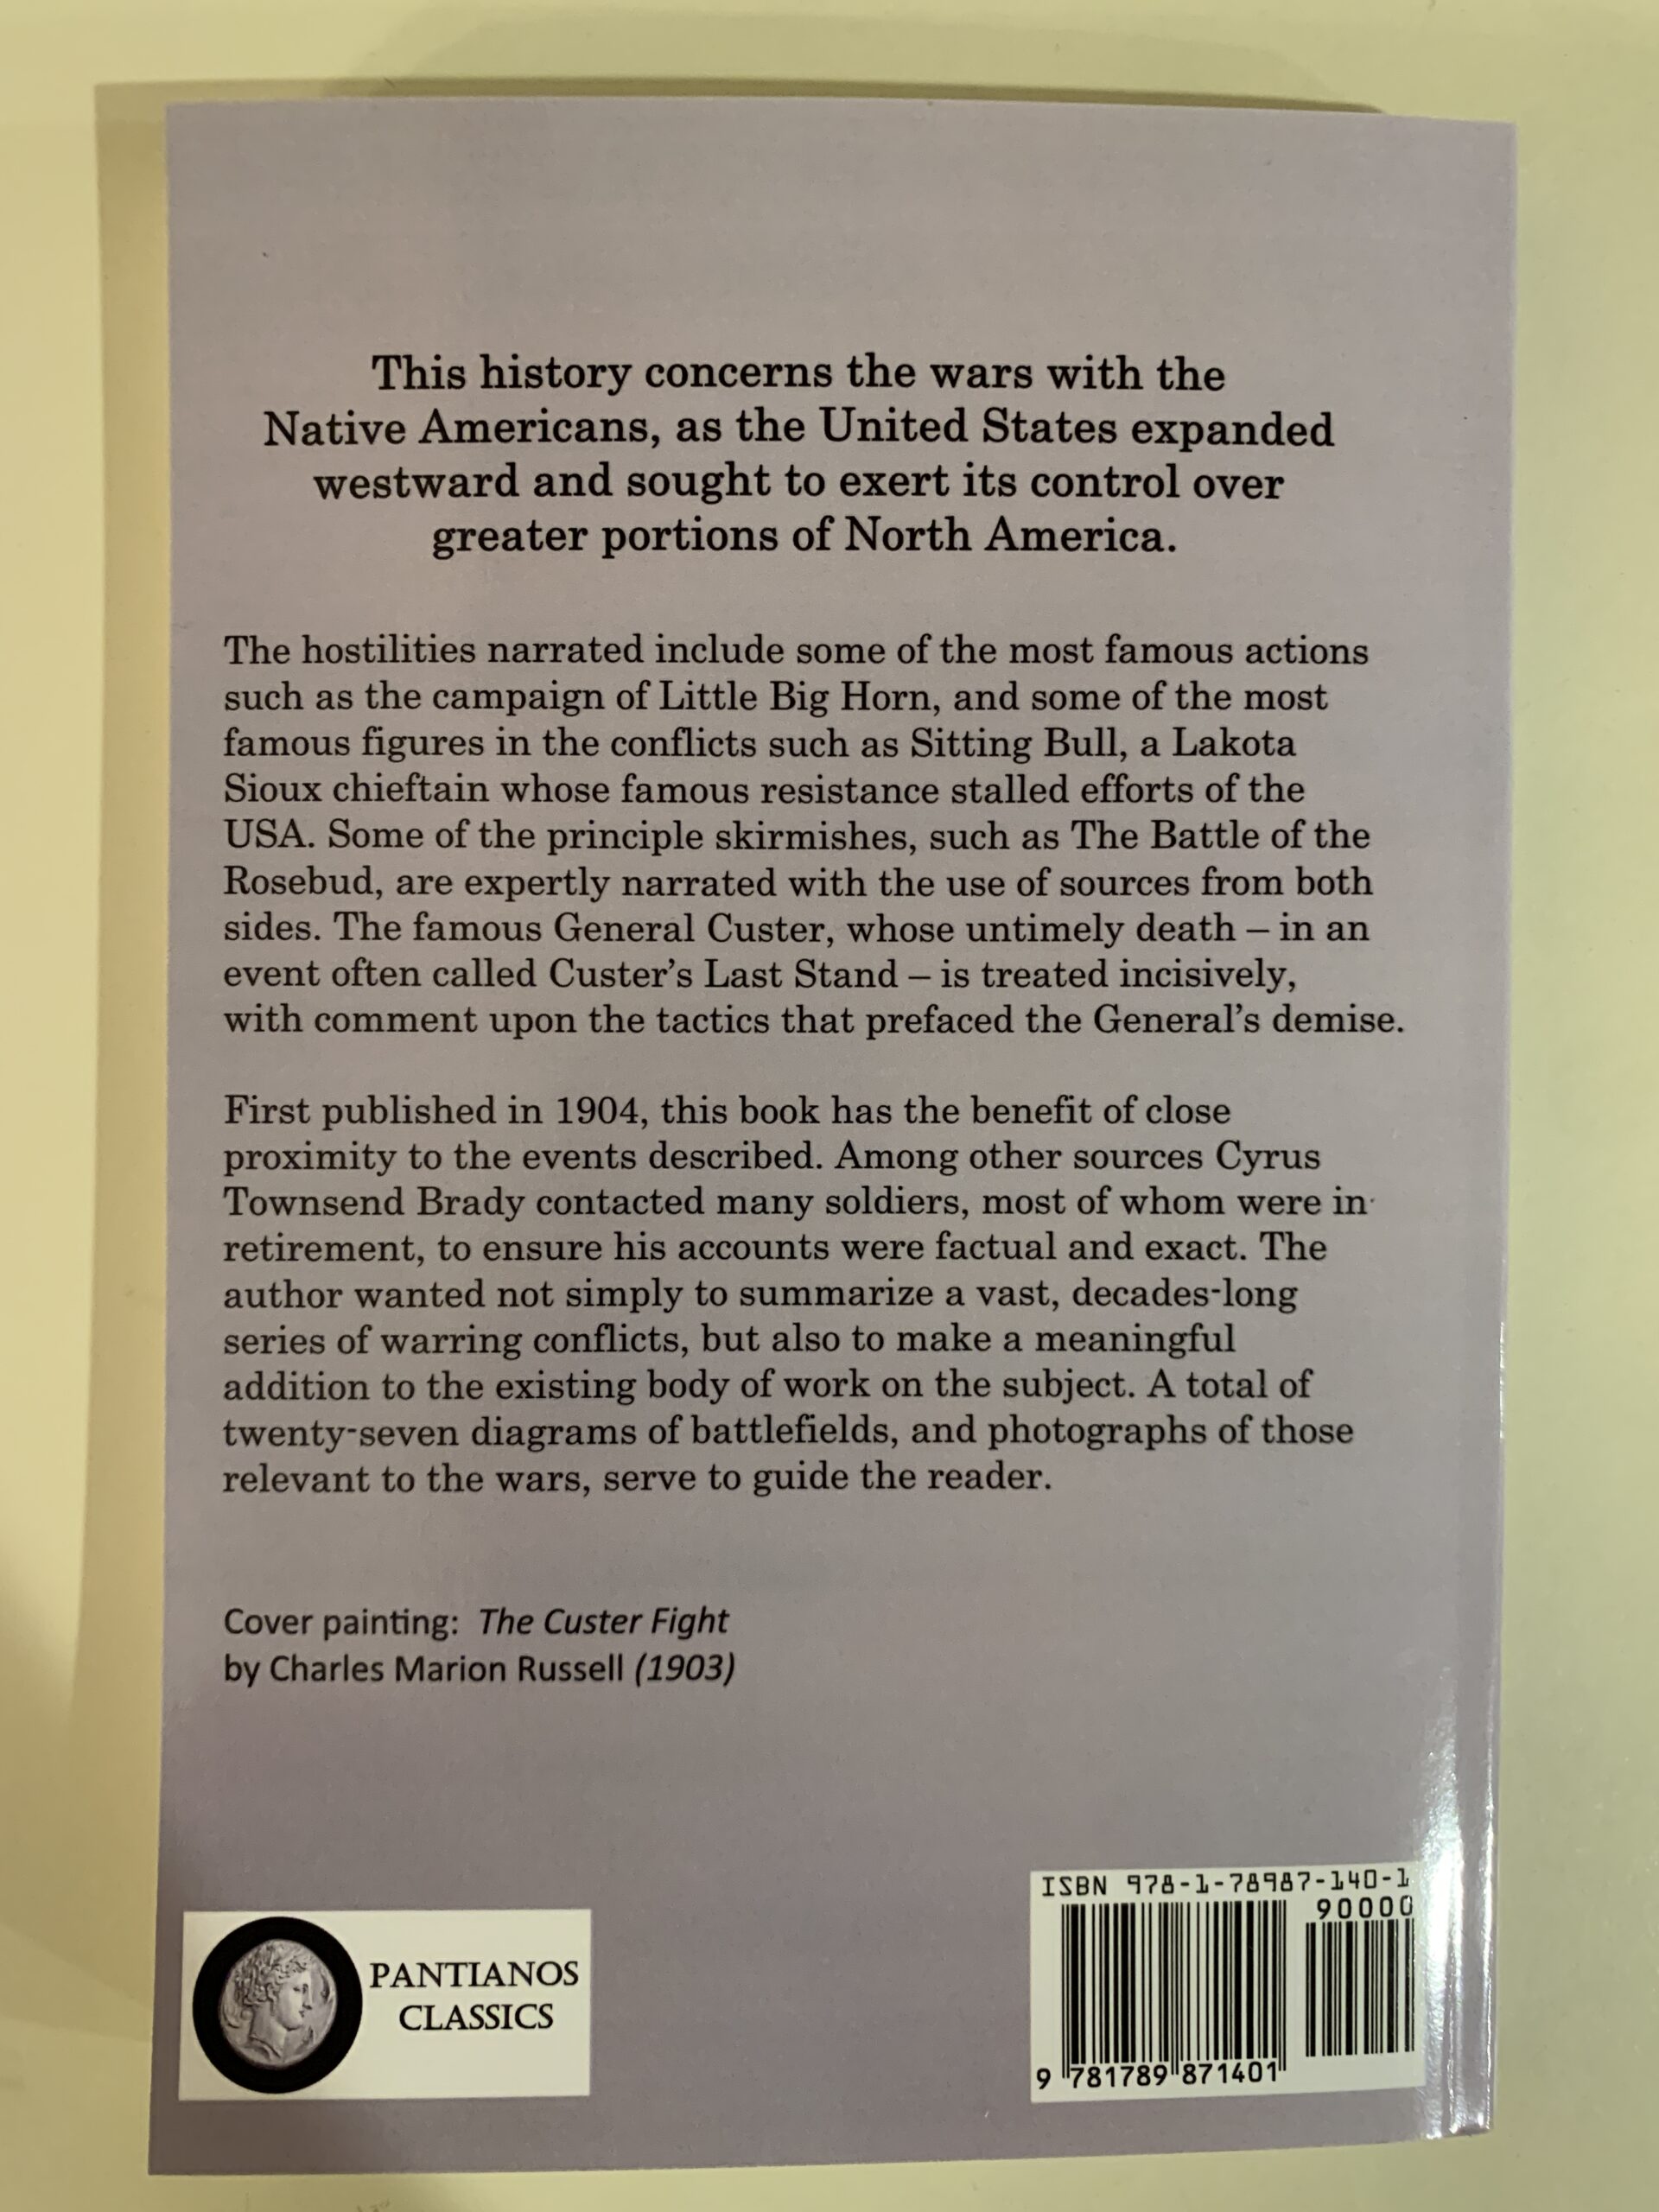 This history concerns the wars with the
Native Americans, as the United States expanded
westward and sought to exert its control over
greater portions of North America.
The hostilities narrated include some of the most famous actions
such as the campaign of Little Big Horn, and some of the most
famous figures in the conflicts such as Sitting Bull, a Lakota
Sioux chieftain whose famous resistance stalled efforts of the
USA. Some of the principle skirmishes, such as The Battle of the
Rosebud, are expertly narrated with the use of sources from both
sides. The famous General Custer, whose untimely death – in an
event often called Custer's Last Stand – is treated incisively,
with comment upon the tactics that prefaced the General's demise.
First published in 1904, this book has the benefit of close
proximity to the events described. Among other sources Cyrus
Townsend Brady contacted many soldiers, most of whom were in
retirement, to ensure his accounts were factual and exact. The
author wanted not simply to summarize a vast, decades-long
series of warring conflicts, but also to make a meaningful
addition to the existing body of work on the subject. A total of
twenty-seven diagrams of battlefields, and photographs of those
relevant to the wars, serve to guide the reader.
Cover painting: The Custer Fight
by Charles Marion Russell (1903)
PANTIANOS
CLASSICS
ISBN 978-1-78987-140-1
90000
9 781789 871401